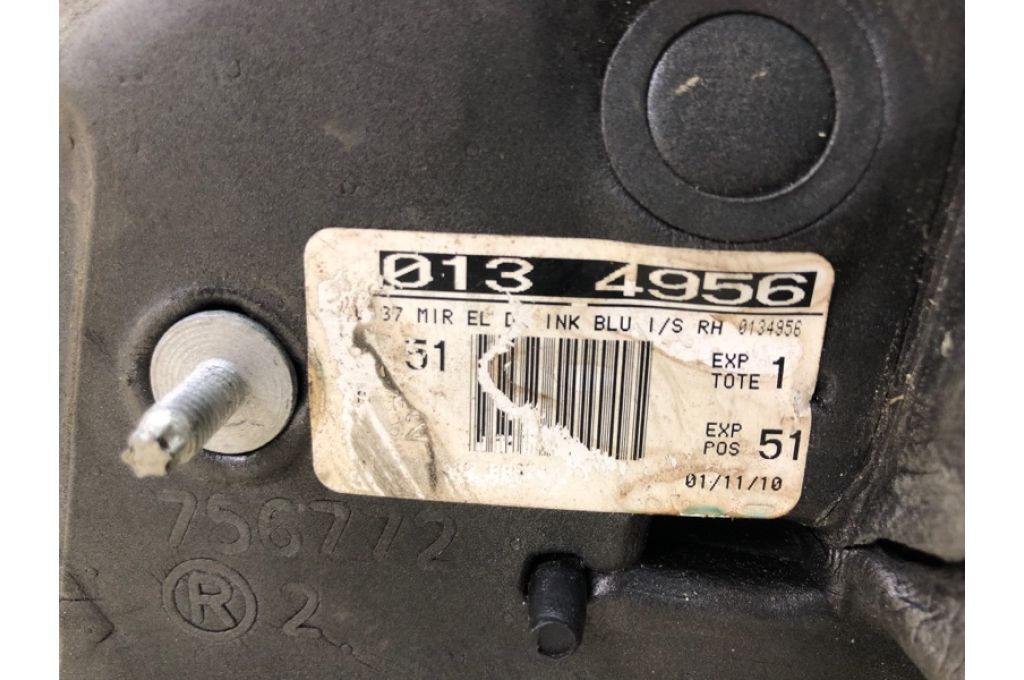 013 4956
37 MIR EL INK BLU I/S RH 0134956
51
EXP
TOTE 1
EXP
POS 51
01/11/10
756772
R 2